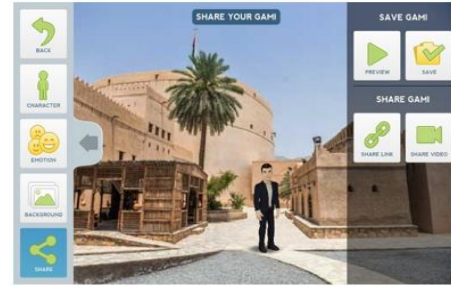 SHARE YOUR GAMI
BACK
CHARACTER
EMOTION
BACKGROUND
SHARE
SAVE GAMI
PREVIEW
SAVE
SHARE GAMI
SHARE LINK
SHARE VIDEO